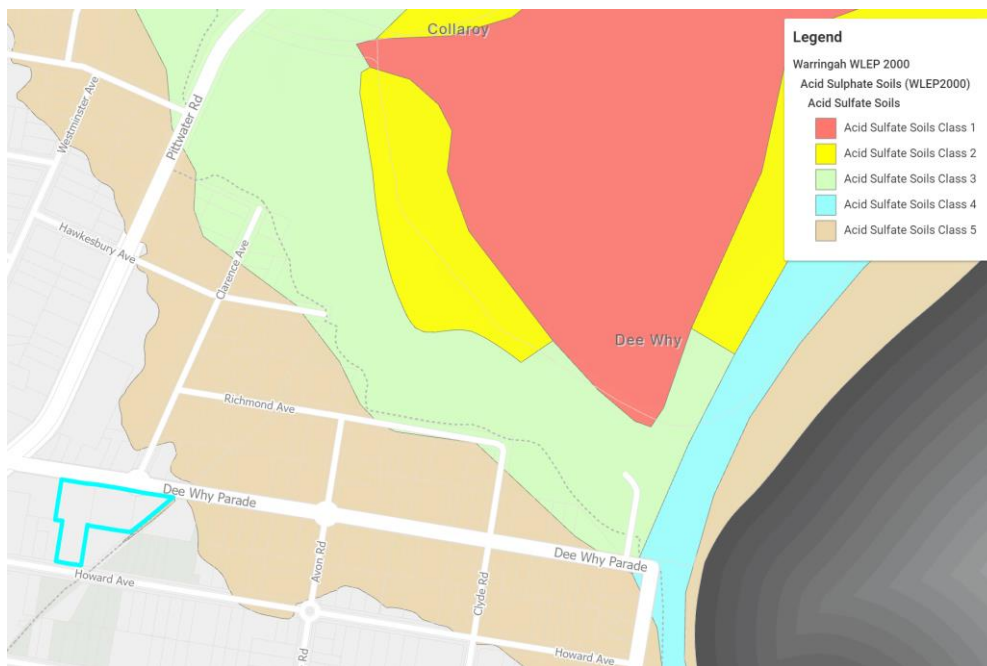 Collaroy
Westminster Ave
Pittwater Rd
Hawkesbury Ave
Clarence Ave
Dee Why
Richmond Ave
Dee Why Parade
Dee Why Parade
Howard Ave
Avon Rd
Clyde Rd
Rd
Howard Ave
Legend
Warringah WLEP 2000
Acid Sulphate Soils (WLEP2000)
Acid Sulfate Soils
Acid Sulfate Soils Class 1
Acid Sulfate Soils Class 2
Acid Sulfate Soils Class 3
Acid Sulfate Soils Class 4
Acid Sulfate Soils Class 5